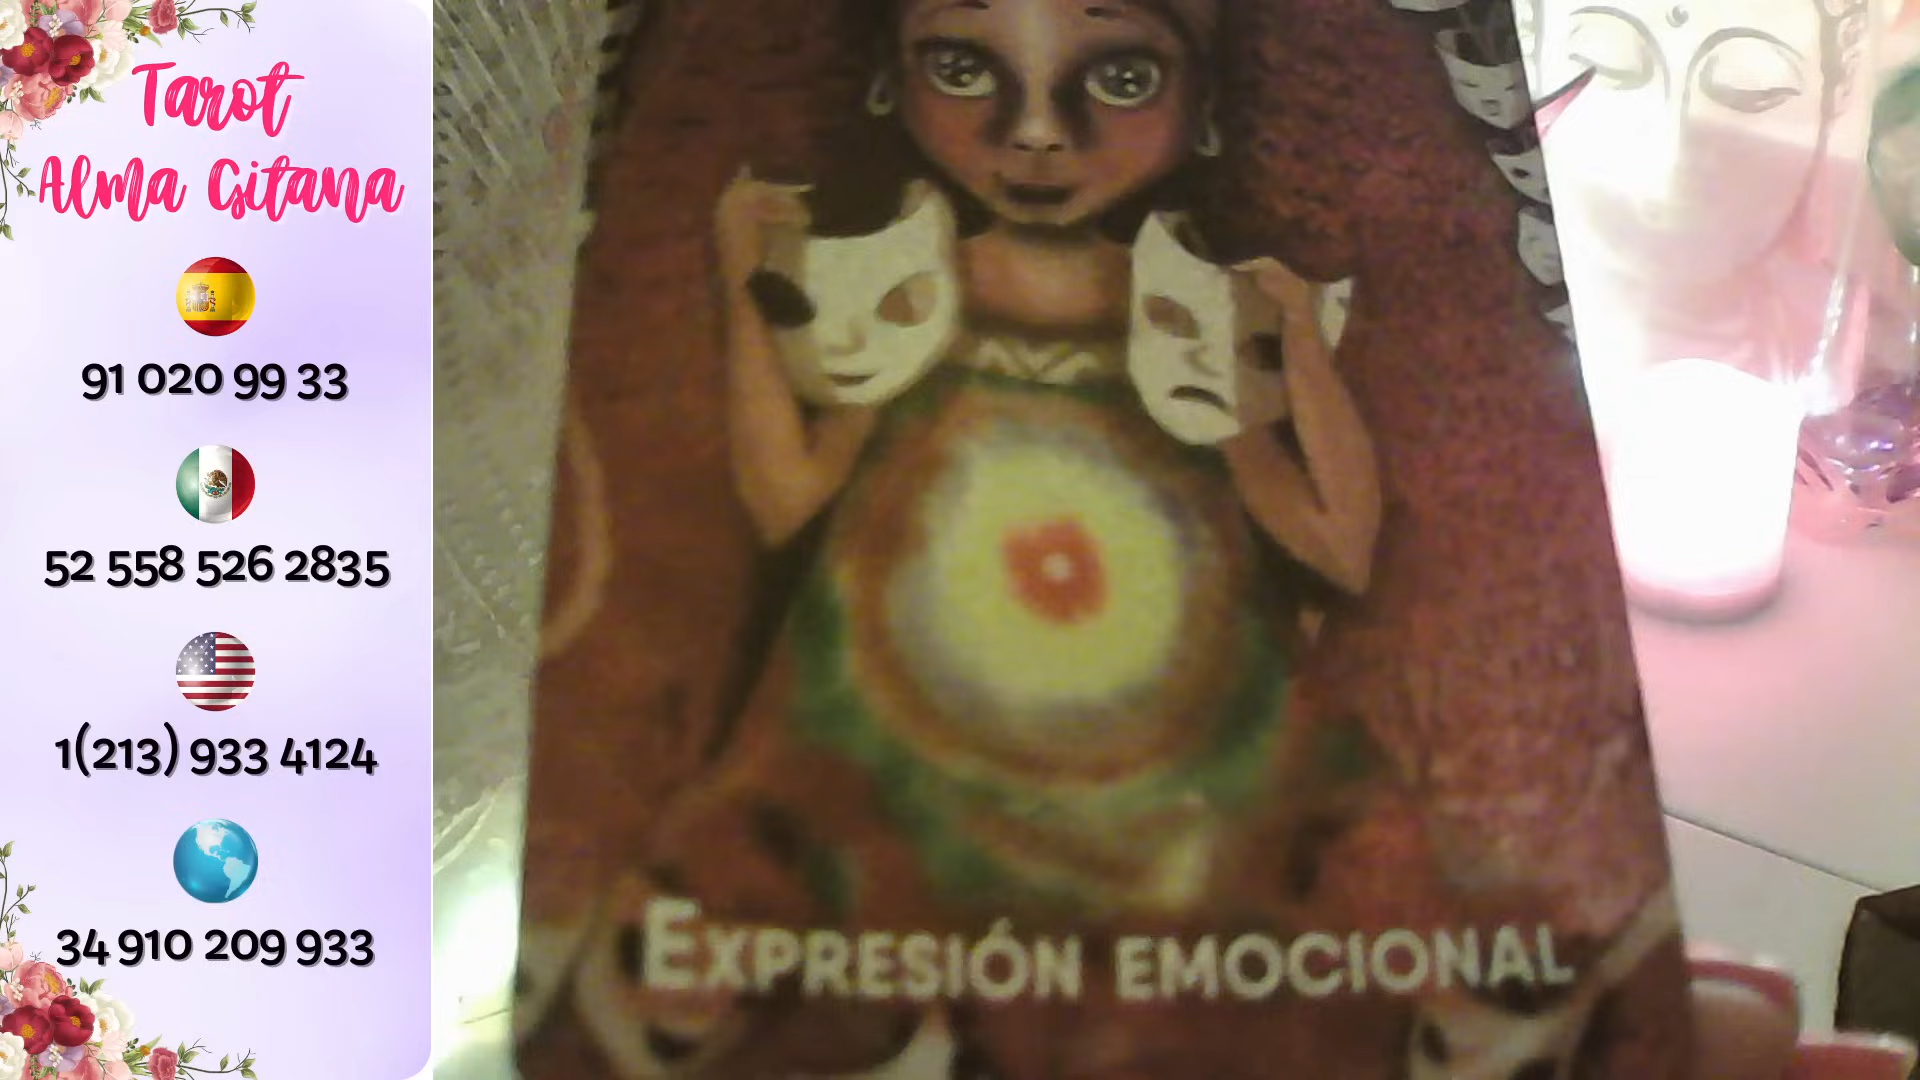 Tarot
Alma Gitana
91 020 99 33
52 558 526 2835
1(213) 933 4124
34 910 209 933
EXPRESIÓN EMOCIONAL